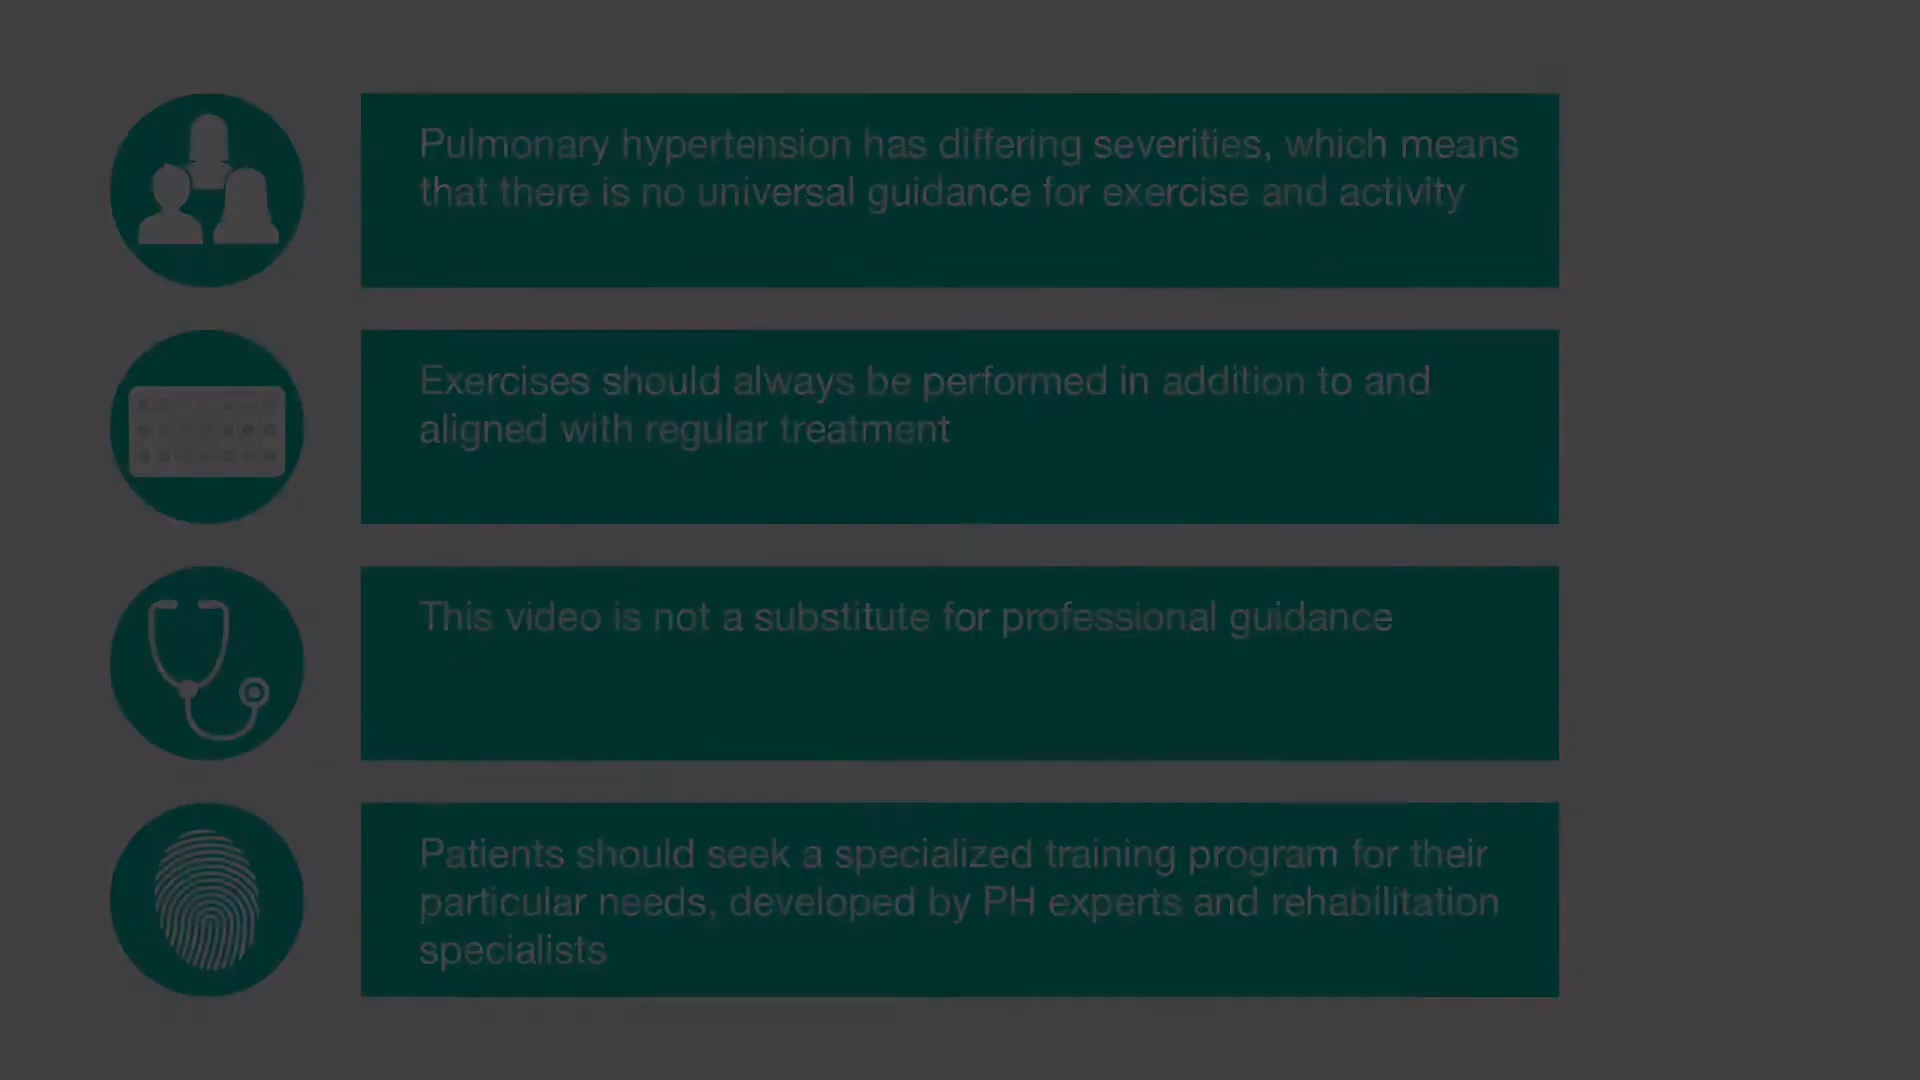 Pulmonary hypertension has differing severities, which means
that there is no universal guidance for exercise and activity
Exercises should always be performed in addition to and
aligned with regular treatment
This video is not a substitute for professional guidance
Patients should seek a specialized training program for their
particular needs, developed by PH experts and rehabilitation
specialists